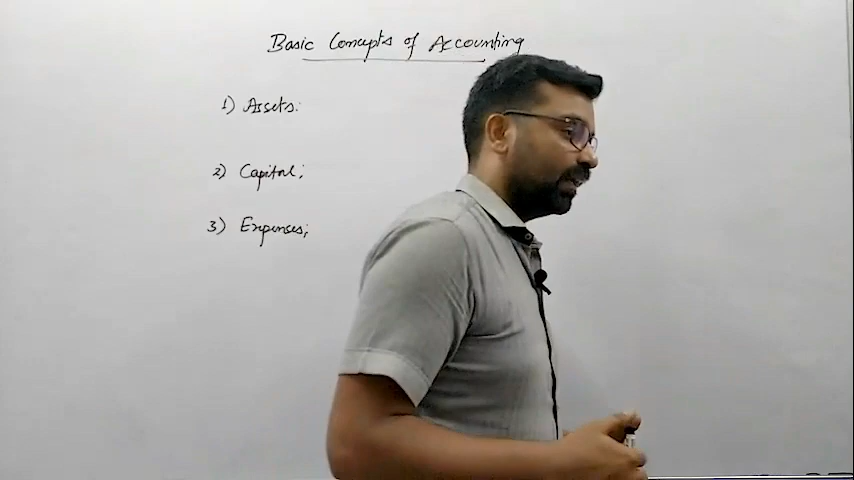 Basic Concepts of Accounting
1) Assets:
2) Capital;
3) Expenses;